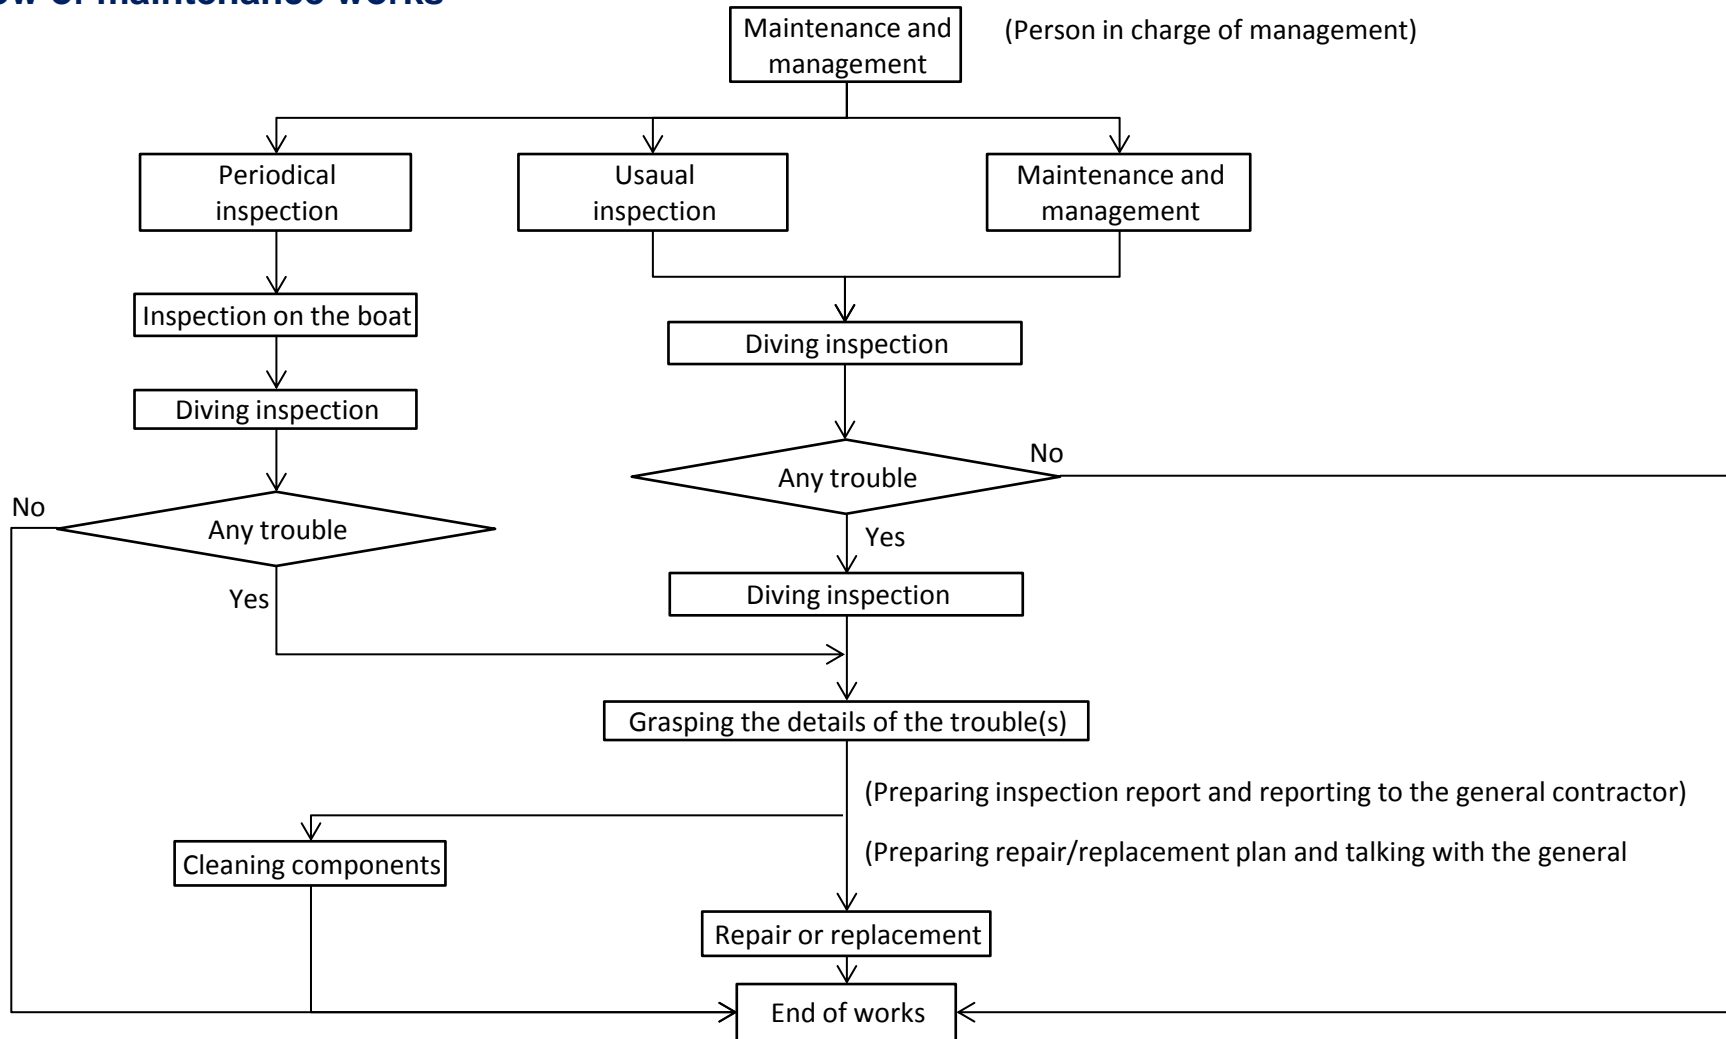 of maintenance works
Maintenance and
management
(Person in charge of management)
Periodical
inspection
Usaual
inspection
Maintenance and
management
Inspection on the boat
Diving inspection
Diving inspection
No
Any trouble
No
Any trouble
Yes
Yes
Diving inspection
Grasping the details of the trouble(s)
(Preparing inspection report and reporting to the general contractor)
(Preparing repair/replacement plan and talking with the general
Cleaning components
Repair or replacement
End of works